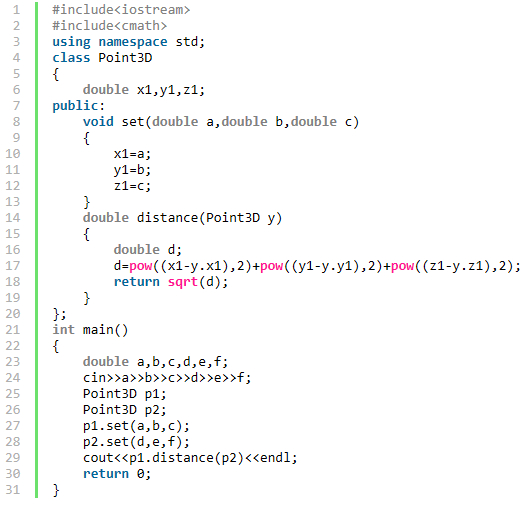 1 #include<iostream>
2 #include<cmath>
3 using namespace std;
4 class Point3D
5 {
6     double x1,y1,z1;
7 public:
8     void set(double a,double b,double c)
9     {
10         x1=a;
11         y1=b;
12         z1=c;
13     }
14     double distance(Point3D y)
15     {
16         double d;
17         d=pow((x1-y.x1),2)+pow((y1-y.y1),2)+pow((z1-y.z1),2);
18         return sqrt(d);
19     }
20 };
21 int main()
22 {
23     double a,b,c,d,e,f;
24     cin>>a>>b>>c>>d>>e>>f;
25     Point3D p1;
26     Point3D p2;
27     p1.set(a,b,c);
28     p2.set(d,e,f);
29     cout<<p1.distance(p2)<<endl;
30     return 0;
31 }